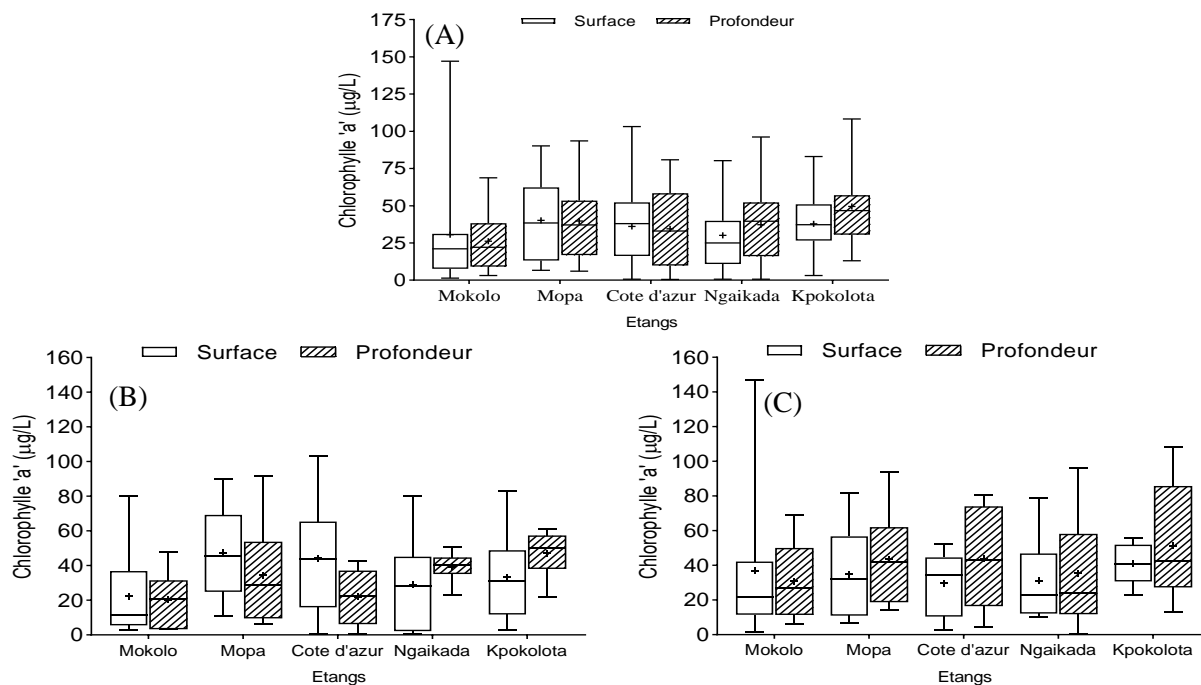 Surface Profondeur
(A)
Chlorophylle 'a' (µg/L)
175
150
125
100
75
50
25
0
Mokolo Mopa Cote d'azur Ngaikada Kpokolota
Etangs
Surface Profondeur
(B)
Chlorophylle 'a' (µg/L)
160
140
120
100
80
60
40
20
0
Mokolo Mopa Cote d'azur Ngaikada Kpokolota
Etangs
Surface Profondeur
(C)
Chlorophylle 'a' (µg/L)
160
140
120
100
80
60
40
20
0
Mokolo Mopa Cote d'azur Ngaikada Kpokolota
Etangs